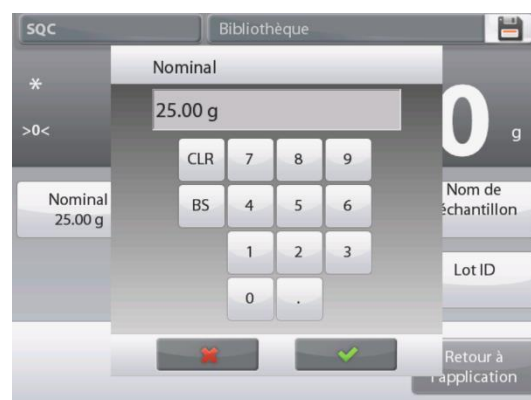 SQC
Bibliothèque
Nominal
*
25.00 g
>0<
0 g
CLR 7 8 9
Nominal
25.00 g
BS 4 5 6
Nom de
échantillon
1 2 3
Lot ID
0 .
Retour à
l'application